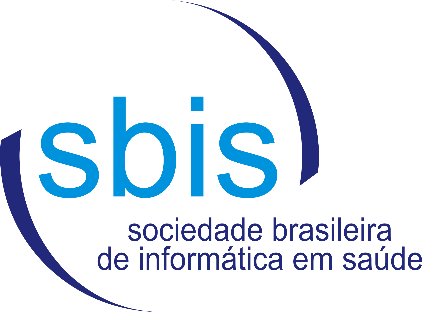 sbis
sociedade brasileira
de informática em saúde